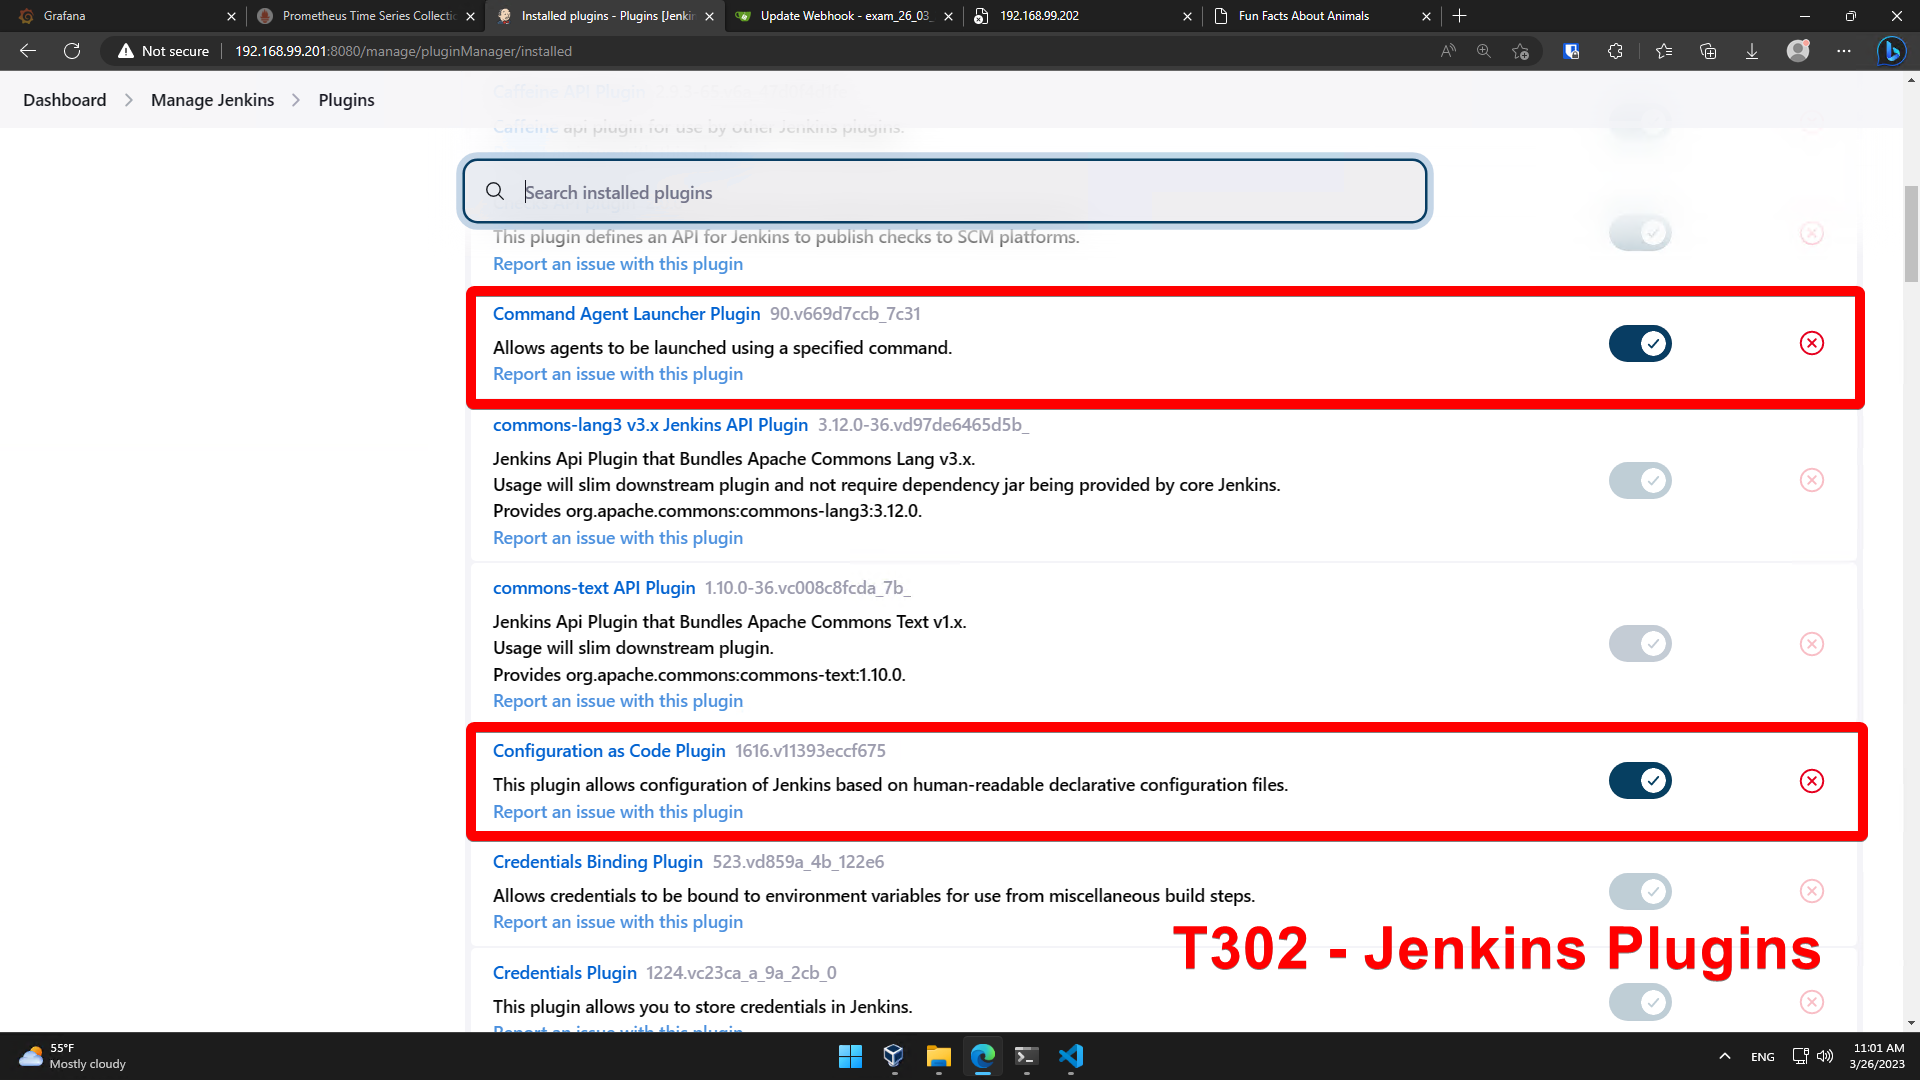 Grafana
Prometheus Time Series Collectic
Installed plugins - Plugins [Jenkin
Update Webhook - exam_26_03_
192.168.99.202
Fun Facts About Animals
Not secure
192.168.99.201:8080/manage/pluginManager/installed
Dashboard
Manage Jenkins
Plugins
Caffeine API Plugin
Caffeine api plugin for use by other Jenkins plugins.
Search installed plugins
This plugin defines an API for Jenkins to publish checks to SCM platforms.
Report an issue with this plugin
Command Agent Launcher Plugin 90.v669d7ccb_7c31
Allows agents to be launched using a specified command.
Report an issue with this plugin
commons-lang3 v3.x Jenkins API Plugin 3.12.0-36.vd97de6465d5b_
Jenkins Api Plugin that Bundles Apache Commons Lang v3.x.
Usage will slim downstream plugin and not require dependency jar being provided by core Jenkins.
Provides org.apache.commons:commons-lang3:3.12.0.
Report an issue with this plugin
commons-text API Plugin 1.10.0-36.vc008c8fcda_7b_
Jenkins Api Plugin that Bundles Apache Commons Text v1.x.
Usage will slim downstream plugin.
Provides org.apache.commons:commons-text:1.10.0.
Report an issue with this plugin
Configuration as Code Plugin 1616.v11393eccf675
This plugin allows configuration of Jenkins based on human-readable declarative configuration files.
Report an issue with this plugin
Credentials Binding Plugin 523.vd859a_4b_122e6
Allows credentials to be bound to environment variables for use from miscellaneous build steps.
Report an issue with this plugin
T302 - Jenkins Plugins
Credentials Plugin 1224.vc23ca_a_9a_2cb_0
This plugin allows you to store credentials in Jenkins.
Report an issue with this plugin
55°F
Mostly cloudy
ENG
11:01 AM
3/26/2023